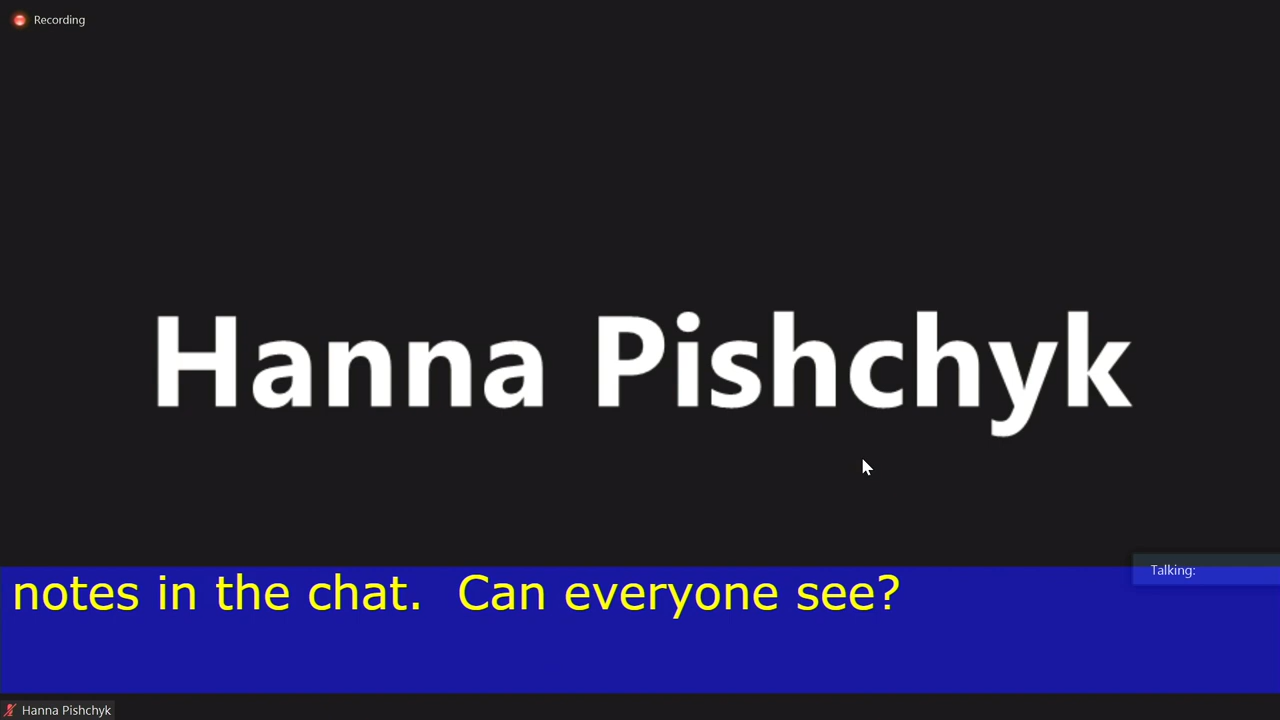 Recording
Hanna Pishchyk
Talking:
notes in the chat.  Can everyone see?
Hanna Pishchyk